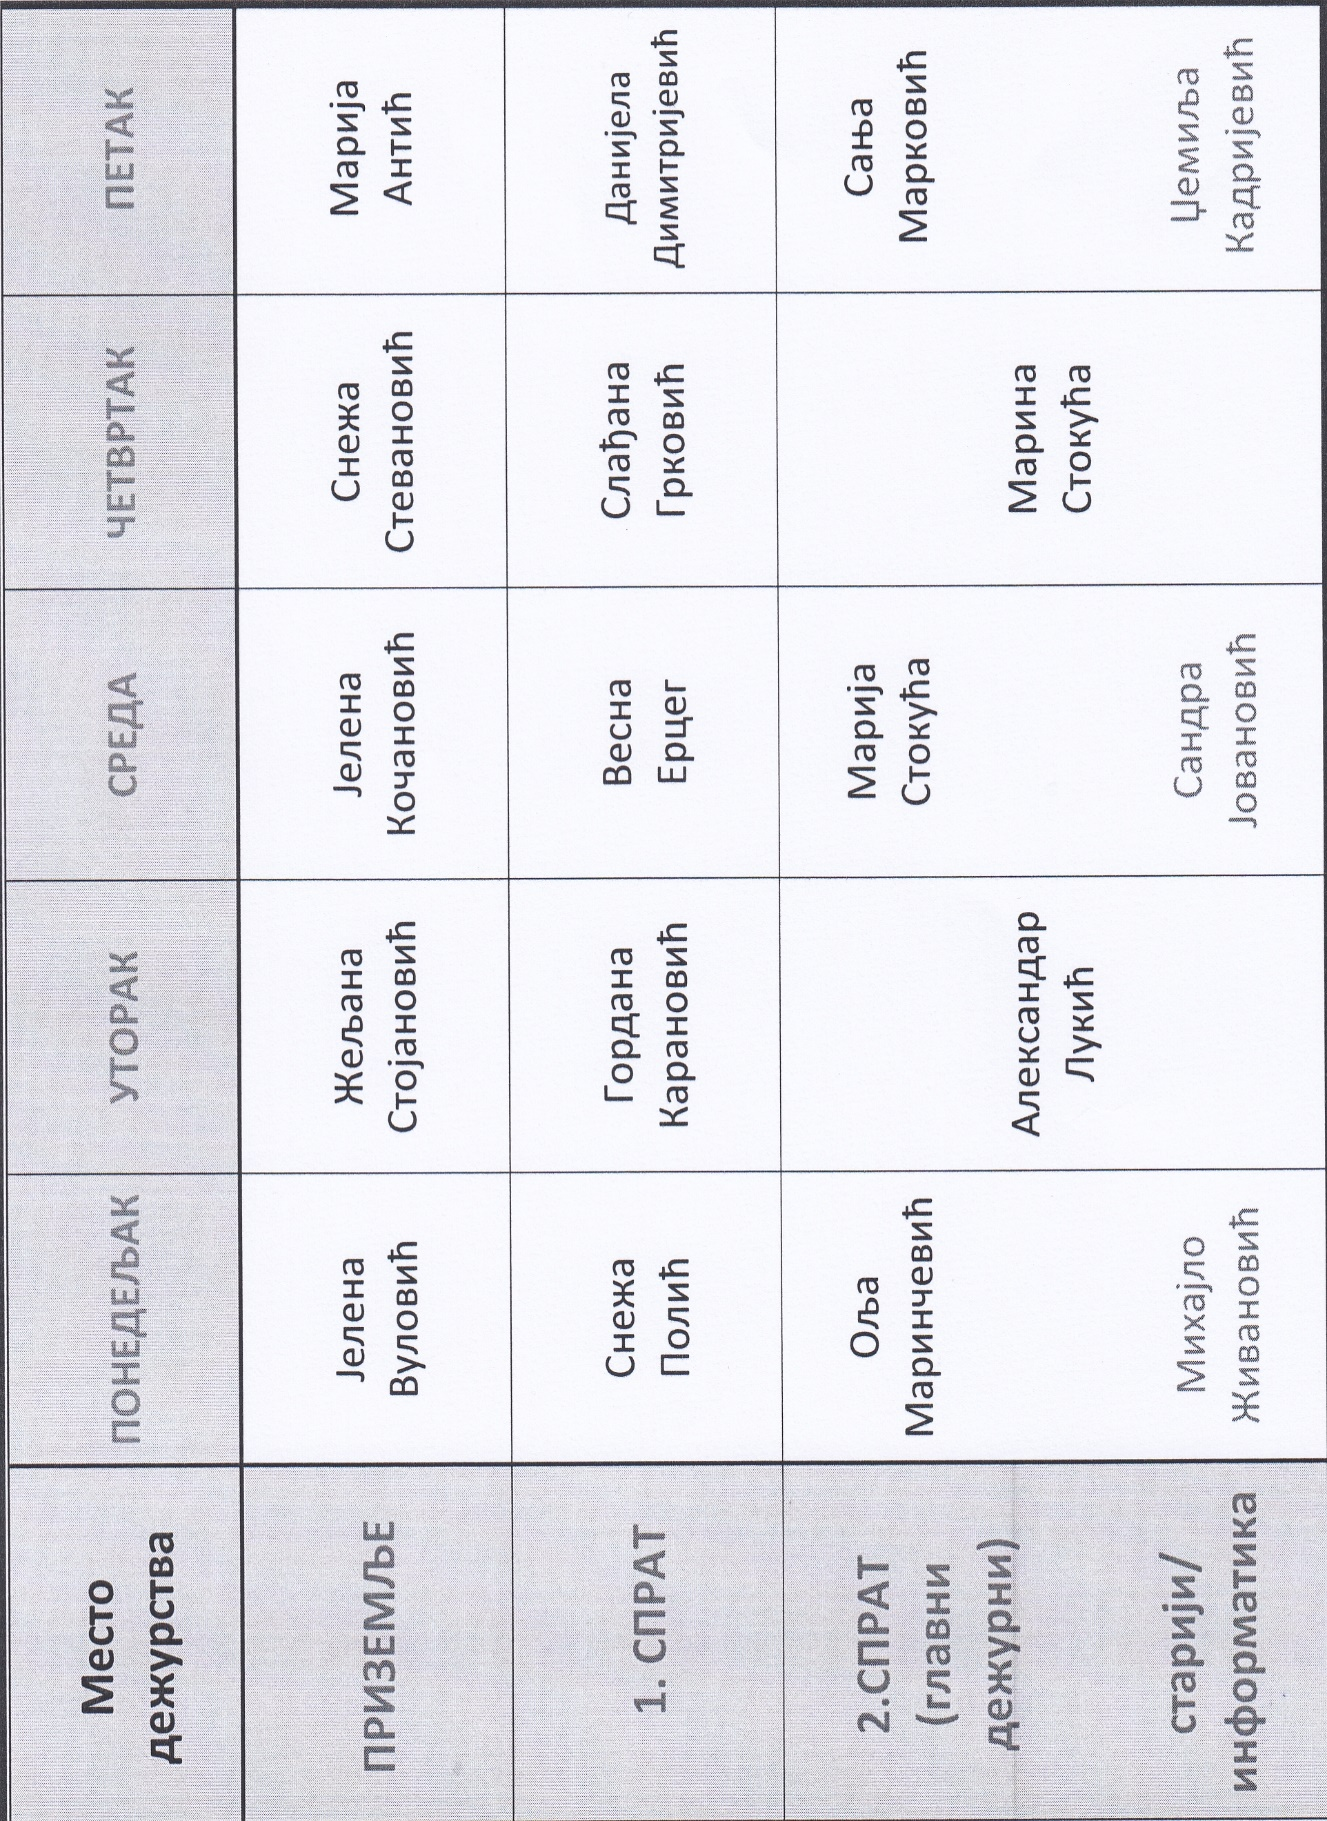 Место
дежурства
ПОНЕДЕЉАК
УТОРАК
СРЕДА
ЧЕТВРТАК
ПЕТАК
ПРИЗЕМЉЕ
Јелена
Вуловић
Жељана
Стојановић
Јелена
Кочановић
Снежа
Стевановић
Марија
Антић
1. СПРАТ
Снежа
Полић
Гордана
Карановић
Весна
Ерцег
Слађана
Грковић
Данијела
Димитријевић
2.СПРАТ
(главни
дежурни)
старији/
информатика
Оља
Маринчевић
Михајло
Живановић
Александар
Лукић
Марија
Стокућа
Сандра
Јовановић
Марина
Стокућа
Сања
Марковић
Џемиља
Кадријевић